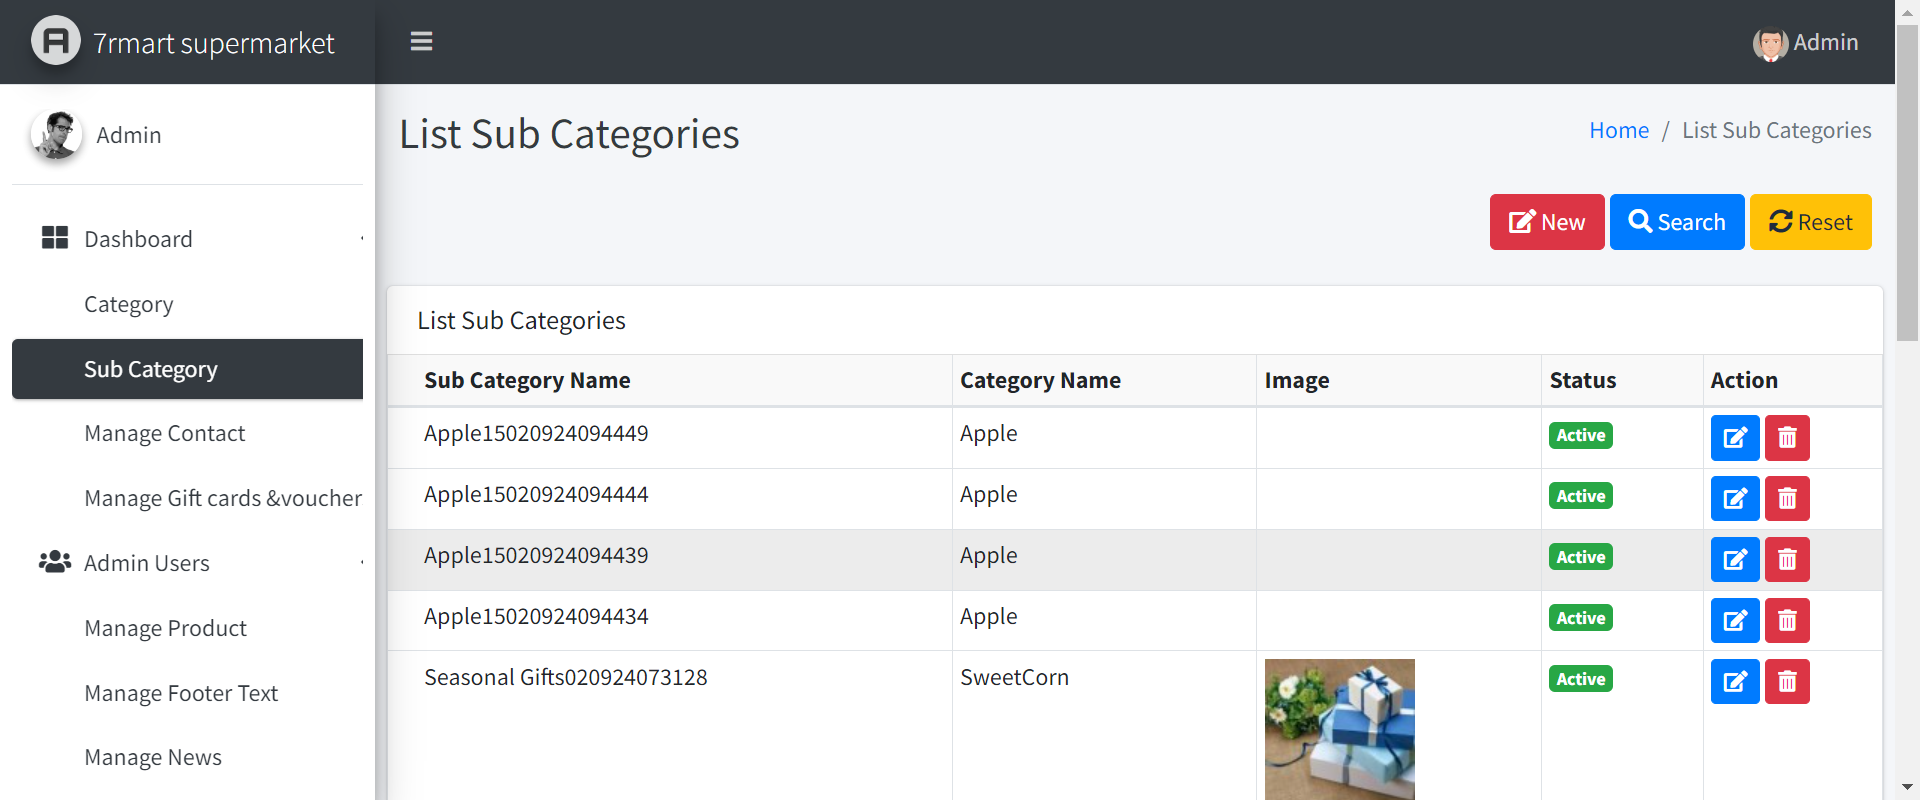 7rmart supermarket
Admin
Admin
List Sub Categories
Home / List Sub Categories
Dashboard
New
Search
Reset
Category
List Sub Categories
Sub Category
Sub Category Name Category Name Image Status Action
Manage Contact
Apple15020924094449 Apple Active
Manage Gift cards &voucher
Apple15020924094444 Apple Active
Admin Users
Apple15020924094439 Apple Active
Manage Product
Apple15020924094434 Apple Active
Manage Footer Text
Seasonal Gifts020924073128 SweetCorn Active
Manage News